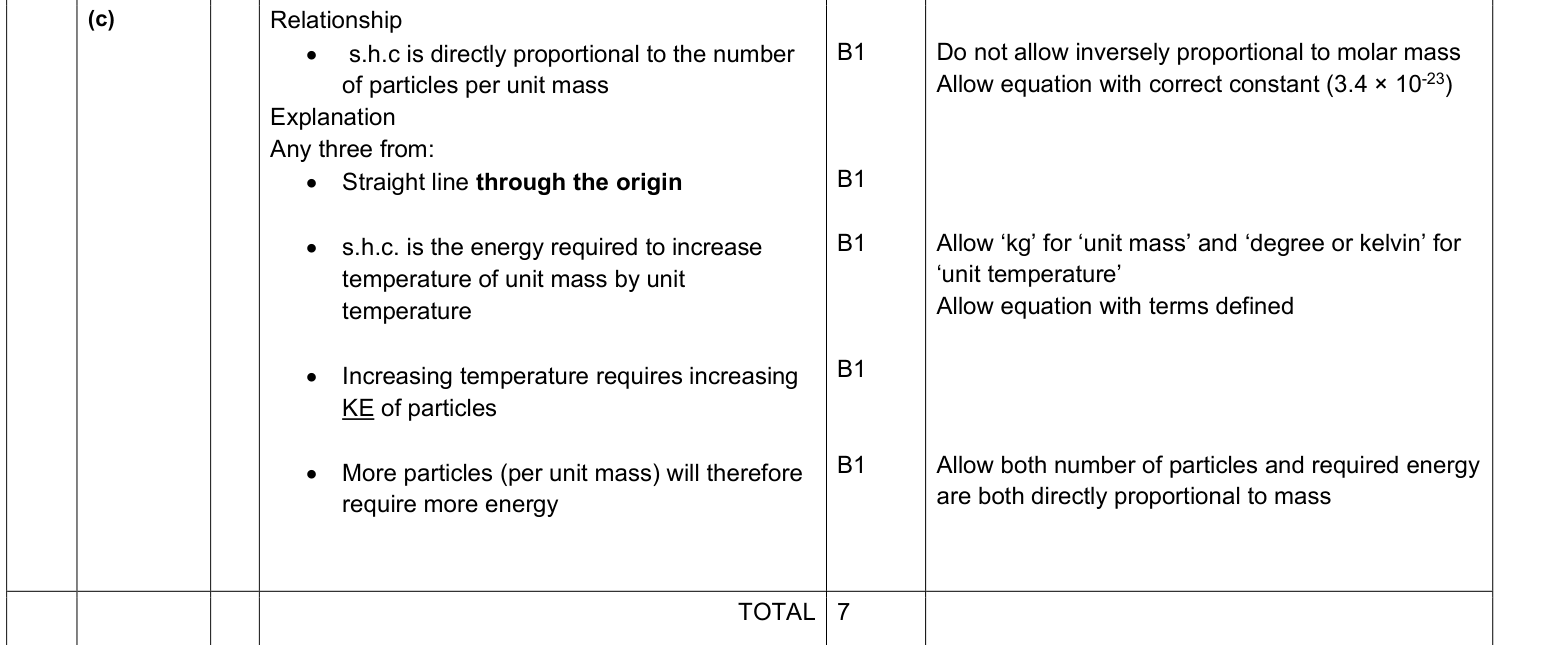 (c)
Relationship
• s.h.c is directly proportional to the number
of particles per unit mass
B1
Do not allow inversely proportional to molar mass
Allow equation with correct constant (3.4 × 10⁻²³)
Explanation
Any three from:
• Straight line through the origin
B1
• s.h.c. is the energy required to increase
temperature of unit mass by unit
temperature
B1
Allow ‘kg’ for ‘unit mass’ and ‘degree or kelvin’ for
‘unit temperature’
Allow equation with terms defined
• Increasing temperature requires increasing
KE of particles
B1
• More particles (per unit mass) will therefore
require more energy
B1
Allow both number of particles and required energy
are both directly proportional to mass
TOTAL 7